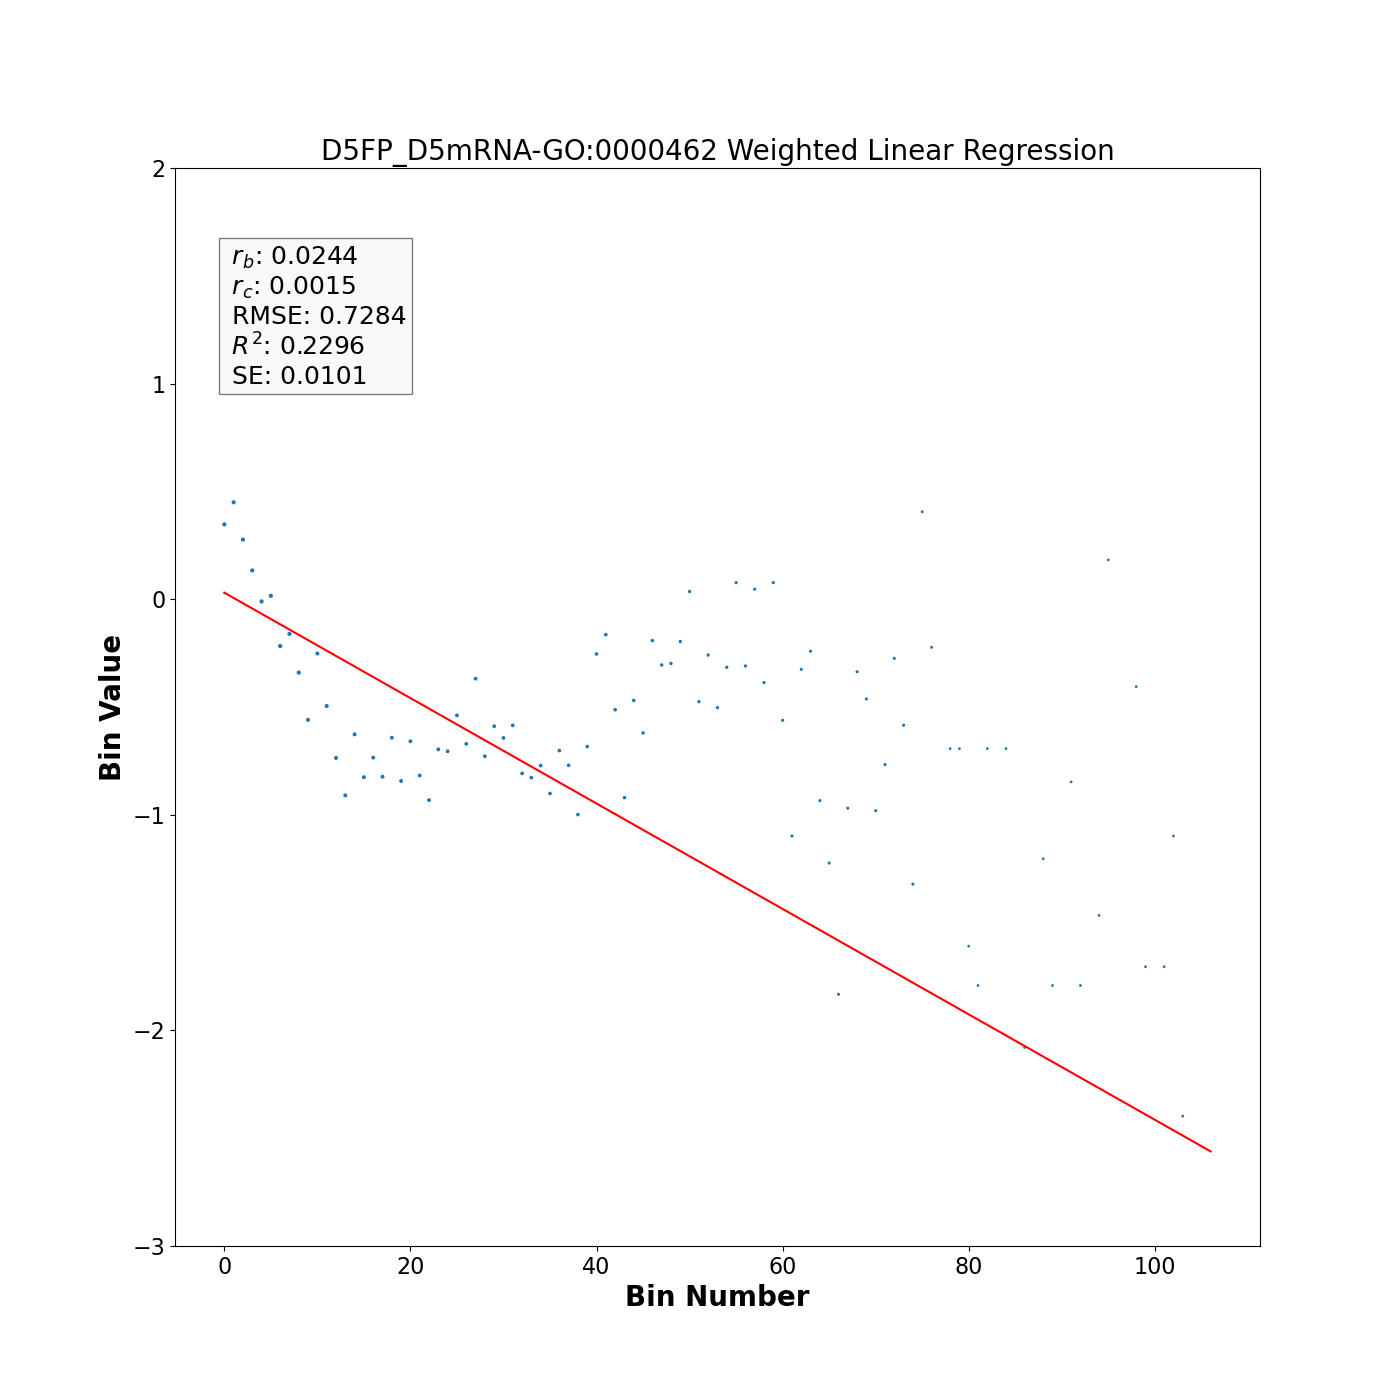 D5FP_D5mRNA-GO:0000462 Weighted Linear Regression
2
r_b: 0.0244
r_c: 0.0015
RMSE: 0.7284
R²: 0.2296
SE: 0.0101
1
0
−1
−2
−3
Bin Value
0 20 40 60 80 100
Bin Number